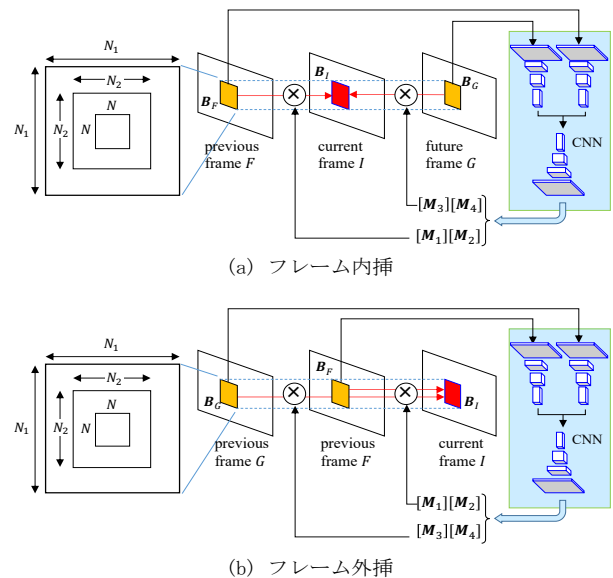 N₁
N₂
N
N₁
N₂
N
B_F
B_I
B_G
previous
frame F
current
frame I
future
frame G
CNN
[M₃][M₄]
[M₁][M₂]
(a) フレーム内挿
N₁
N₂
N
N₁
N₂
N
B_G
B_F
B_I
previous
frame G
previous
frame F
current
frame I
CNN
[M₁][M₂]
[M₃][M₄]
(b) フレーム外挿